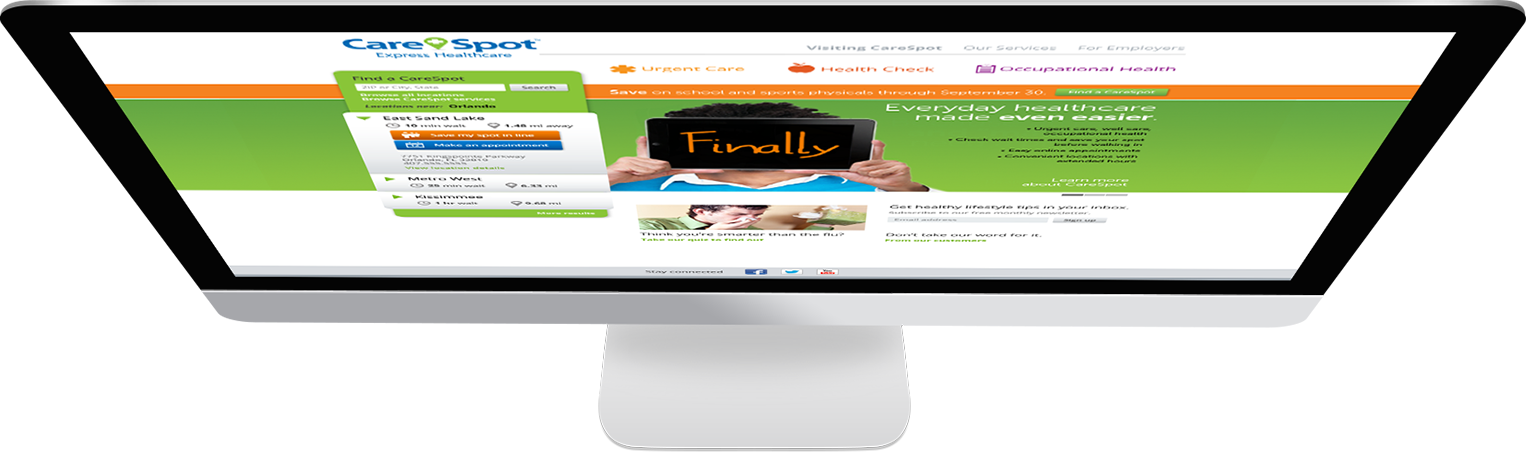 CareSpot™
Express Healthcare
Visiting CareSpot Our Services For Employers
Urgent Care Health Check Occupational Health
Find a CareSpot
ZIP or City, State Search
Browse all locations
Browse CareSpot services
Locations near: Orlando
Save on school and sports physicals through September 30. Find a CareSpot
East Sand Lake
10 min wait 1.48 mi away
Save my spot in line
Make an appointment
7751 Kingspointe Parkway
Orlando, FL 32819
407.555.5555
View location details
Metro West
35 min wait 6.33 mi
Kissimmee
1 hr wait 9.68 mi
More results
Finally
Everyday healthcare
made even easier.
• Urgent care, well care,
occupational health
• Check wait times and save your spot
before walking in
• Easy online appointments
• Convenient locations with
extended hours
Learn more
about CareSpot
Think you're smarter than the flu?
Take our quiz to find out
Get healthy lifestyle tips in your inbox.
Subscribe to our free monthly newsletter.
Email address Sign up
Don't take our word for it.
From our customers
Stay connected